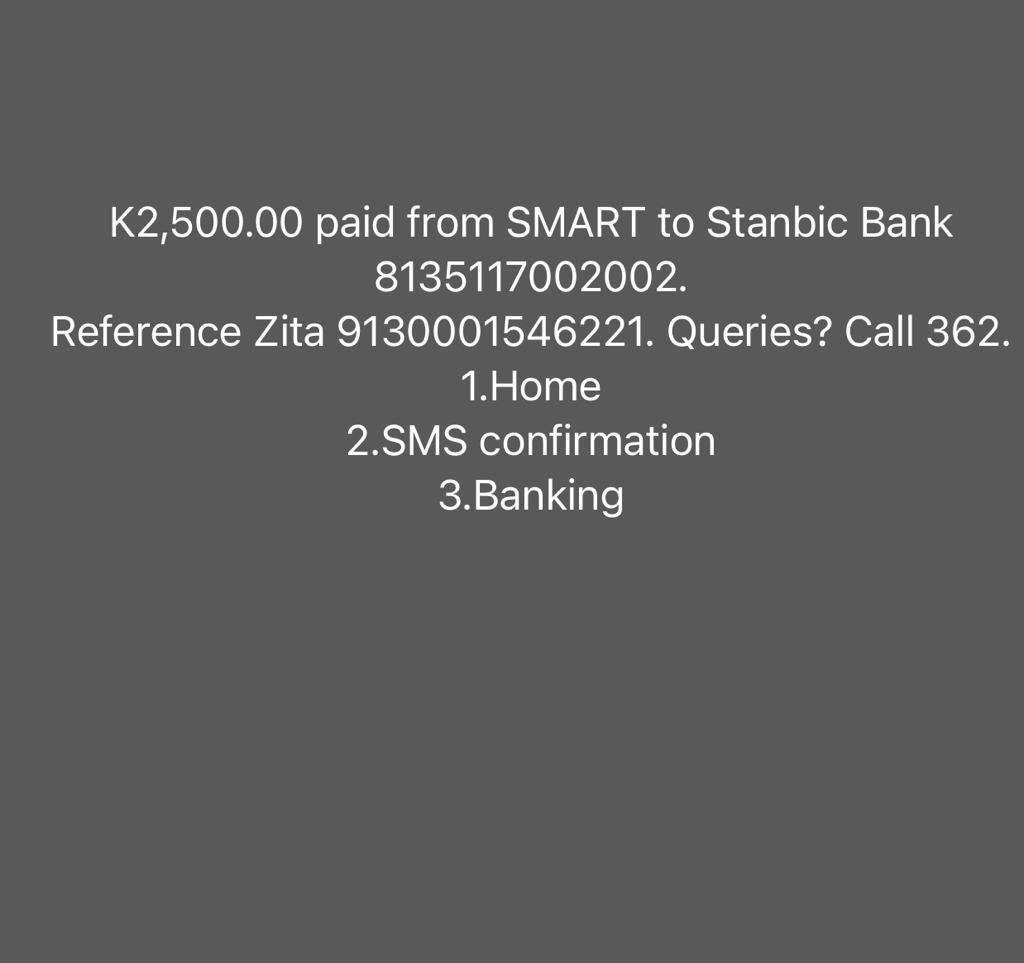 K2,500.00 paid from SMART to Stanbic Bank
8135117002002.
Reference Zita 9130001546221. Queries? Call 362.
1.Home
2.SMS confirmation
3.Banking